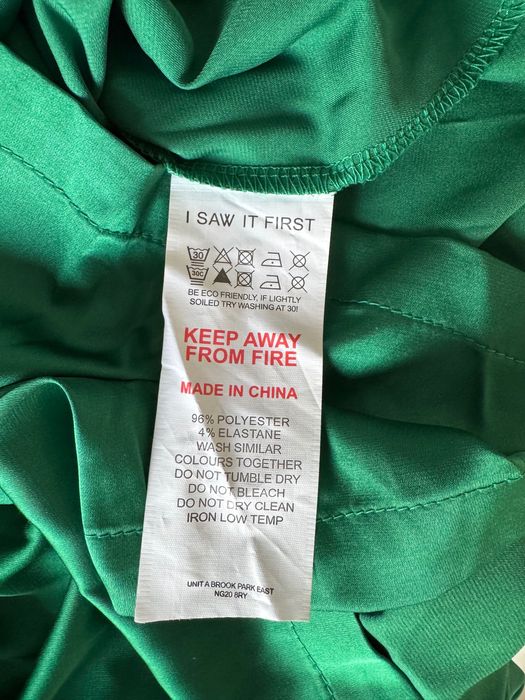 I SAW IT FIRST
30
30C
BE ECO FRIENDLY, IF LIGHTLY
SOILED TRY WASHING AT 30!
KEEP AWAY
FROM FIRE
MADE IN CHINA
96% POLYESTER
4% ELASTANE
WASH SIMILAR
COLOURS TOGETHER
DO NOT TUMBLE DRY
DO NOT BLEACH
DO NOT DRY CLEAN
IRON LOW TEMP
UNIT A BROOK PARK EAST
NG20 8RY